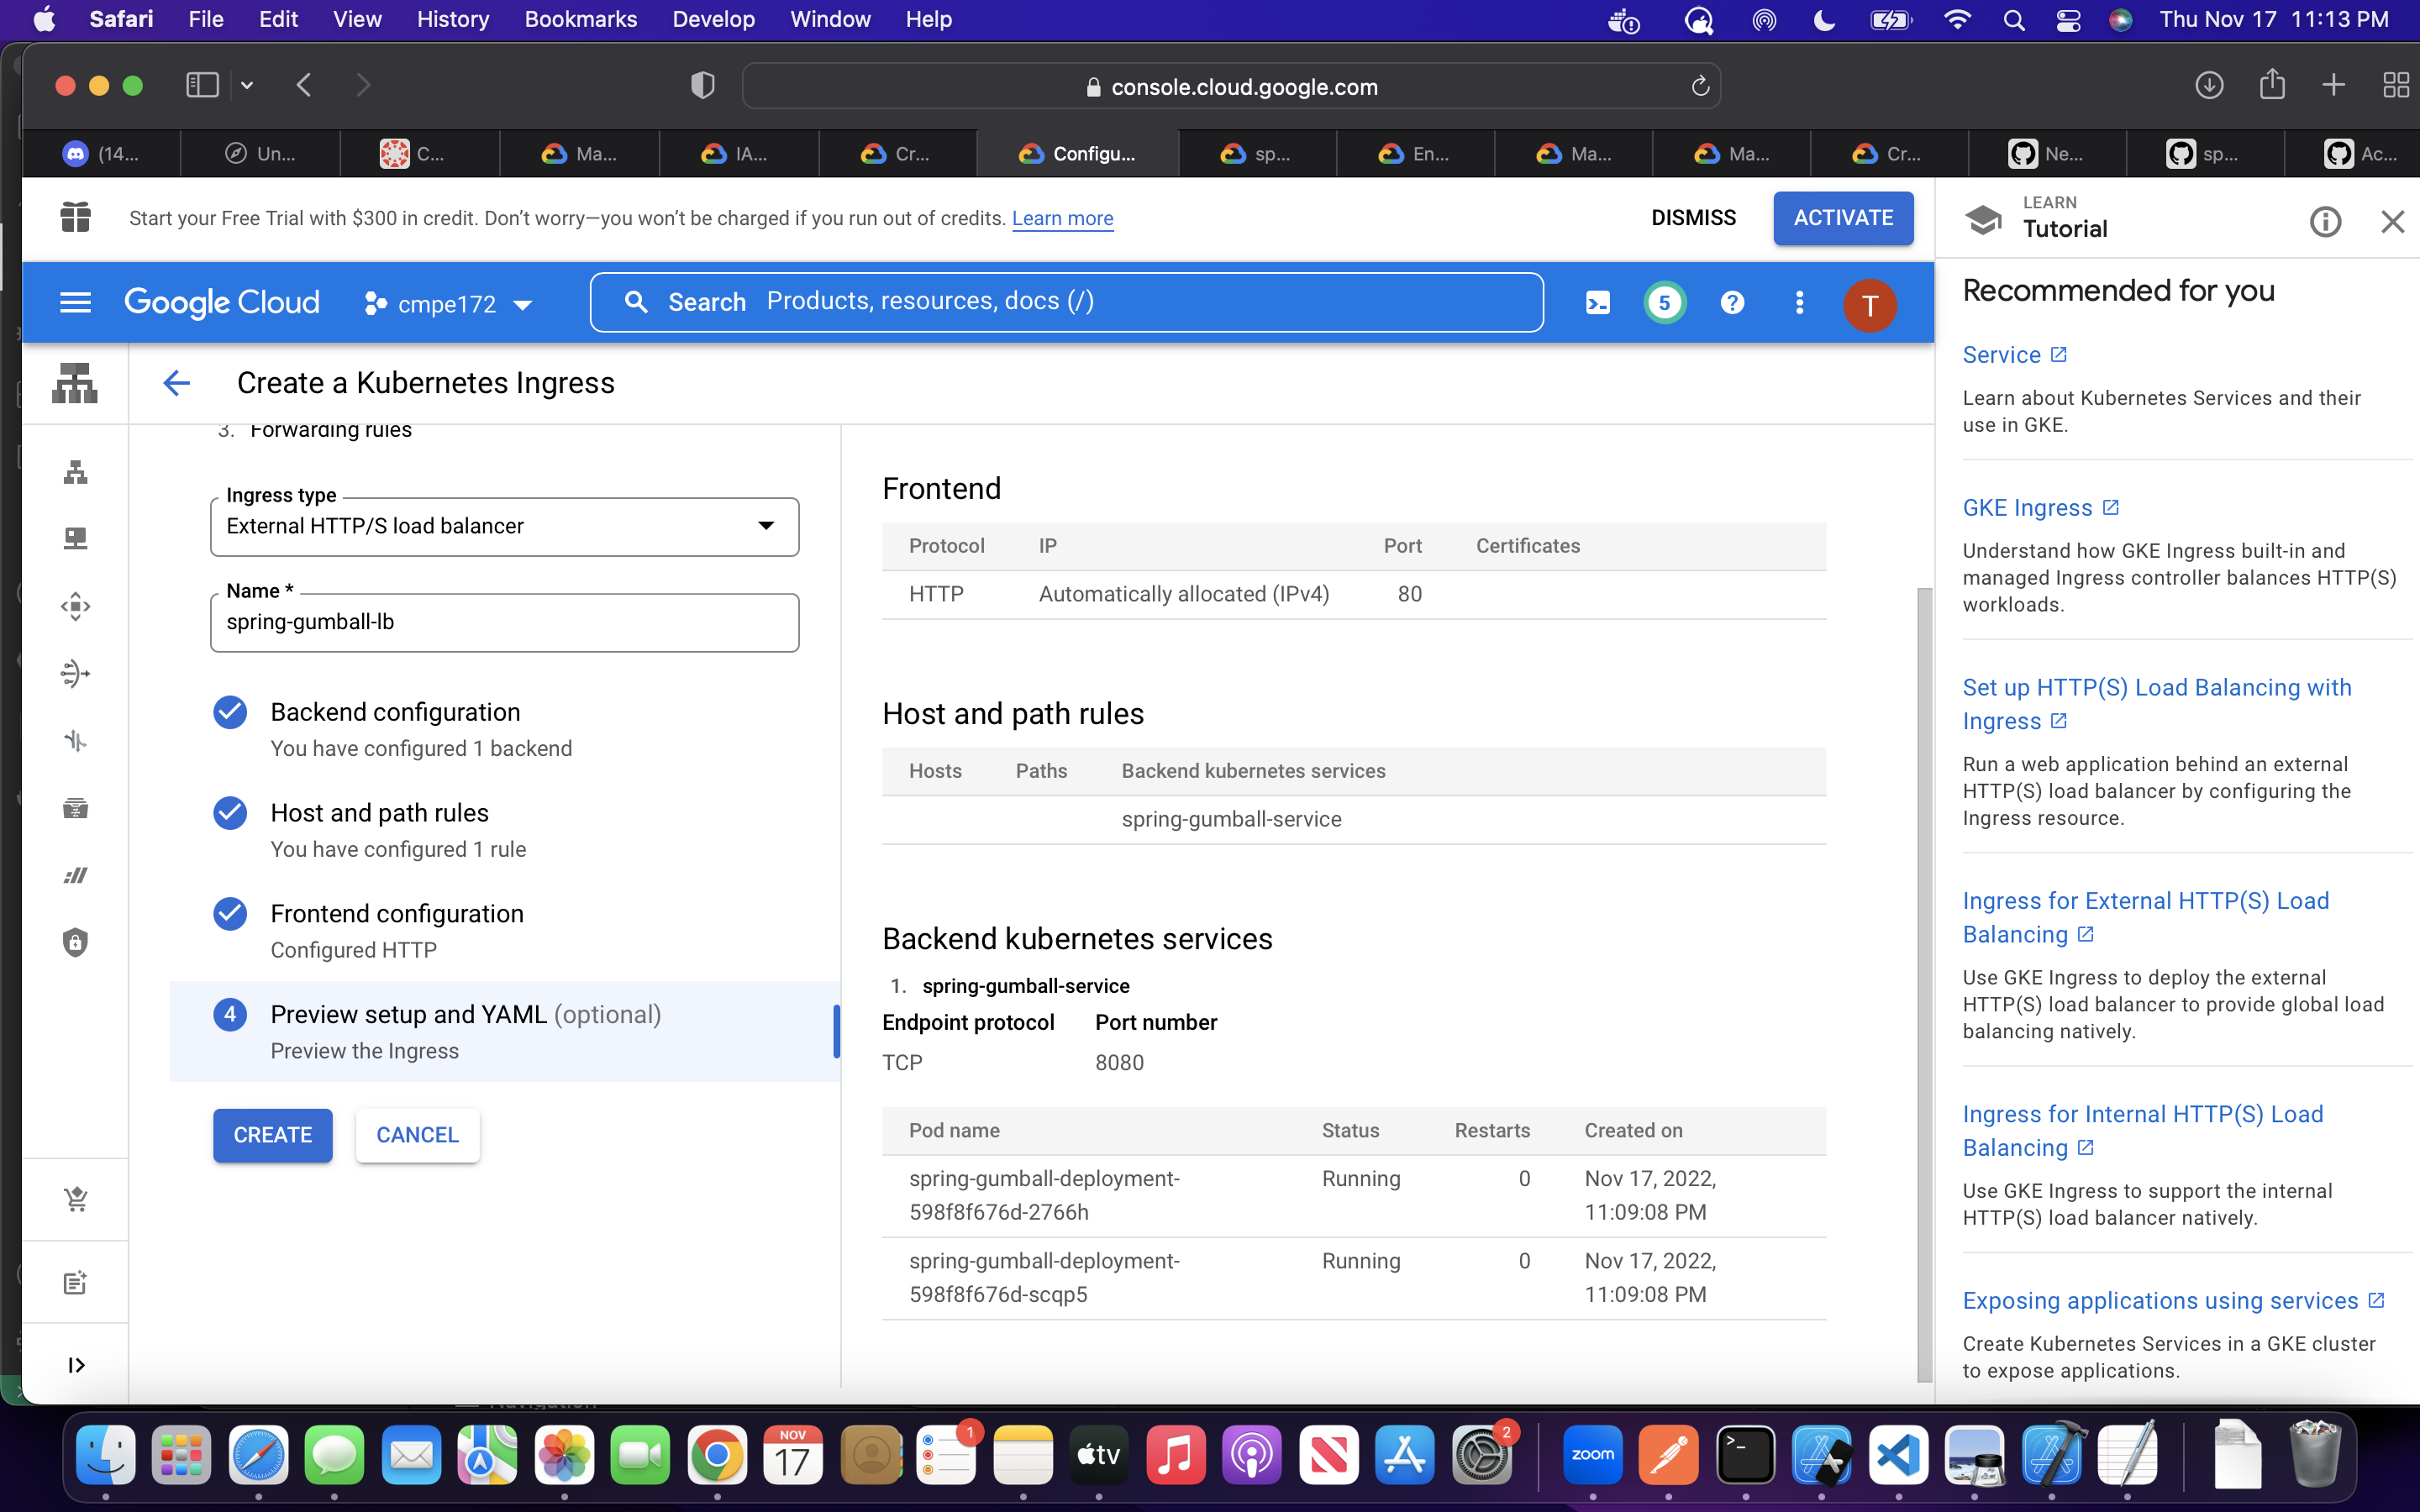 Safari File Edit View History Bookmarks Develop Window Help Thu Nov 17 11:13 PM
console.cloud.google.com
(14... Un... C... Ma... IA... Cr... Configu... sp... En... Ma... Ma... Cr... Ne... sp... Ac...
Start your Free Trial with $300 in credit. Don't worry—you won't be charged if you run out of credits. Learn more
DISMISS
ACTIVATE
Google Cloud cmpe172 Search Products, resources, docs (/) 5 ? T
Create a Kubernetes Ingress
3. Forwarding rules
Ingress type
External HTTP/S load balancer
Name *
spring-gumball-lb
Backend configuration
You have configured 1 backend
Host and path rules
You have configured 1 rule
Frontend configuration
Configured HTTP
4 Preview setup and YAML (optional)
Preview the Ingress
CREATE CANCEL
Frontend
Protocol IP Port Certificates
HTTP Automatically allocated (IPv4) 80
Host and path rules
Hosts Paths Backend kubernetes services
spring-gumball-service
Backend kubernetes services
1. spring-gumball-service
Endpoint protocol Port number
TCP 8080
Pod name Status Restarts Created on
spring-gumball-deployment- Running 0 Nov 17, 2022,
598f8f676d-2766h 11:09:08 PM
spring-gumball-deployment- Running 0 Nov 17, 2022,
598f8f676d-scqp5 11:09:08 PM
LEARN
Tutorial
Recommended for you
Service
Learn about Kubernetes Services and their
use in GKE.
GKE Ingress
Understand how GKE Ingress built-in and
managed Ingress controller balances HTTP(S)
workloads.
Set up HTTP(S) Load Balancing with
Ingress
Run a web application behind an external
HTTP(S) load balancer by configuring the
Ingress resource.
Ingress for External HTTP(S) Load
Balancing
Use GKE Ingress to deploy the external
HTTP(S) load balancer to provide global load
balancing natively.
Ingress for Internal HTTP(S) Load
Balancing
Use GKE Ingress to support the internal
HTTP(S) load balancer natively.
Exposing applications using services
Create Kubernetes Services in a GKE cluster
to expose applications.
NOV
17
1
tv
2
zoom